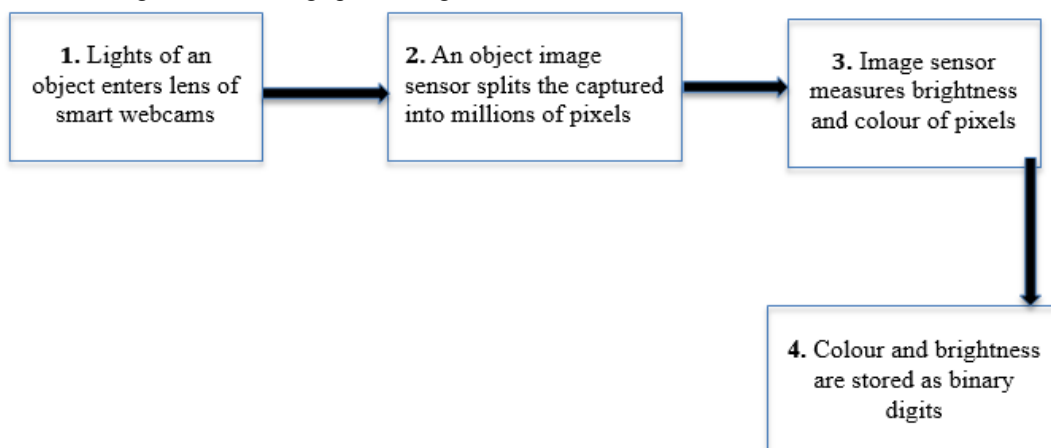 1. Lights of an
object enters lens of
smart webcams
2. An object image
sensor splits the captured
into millions of pixels
3. Image sensor
measures brightness
and colour of pixels
4. Colour and brightness
are stored as binary
digits